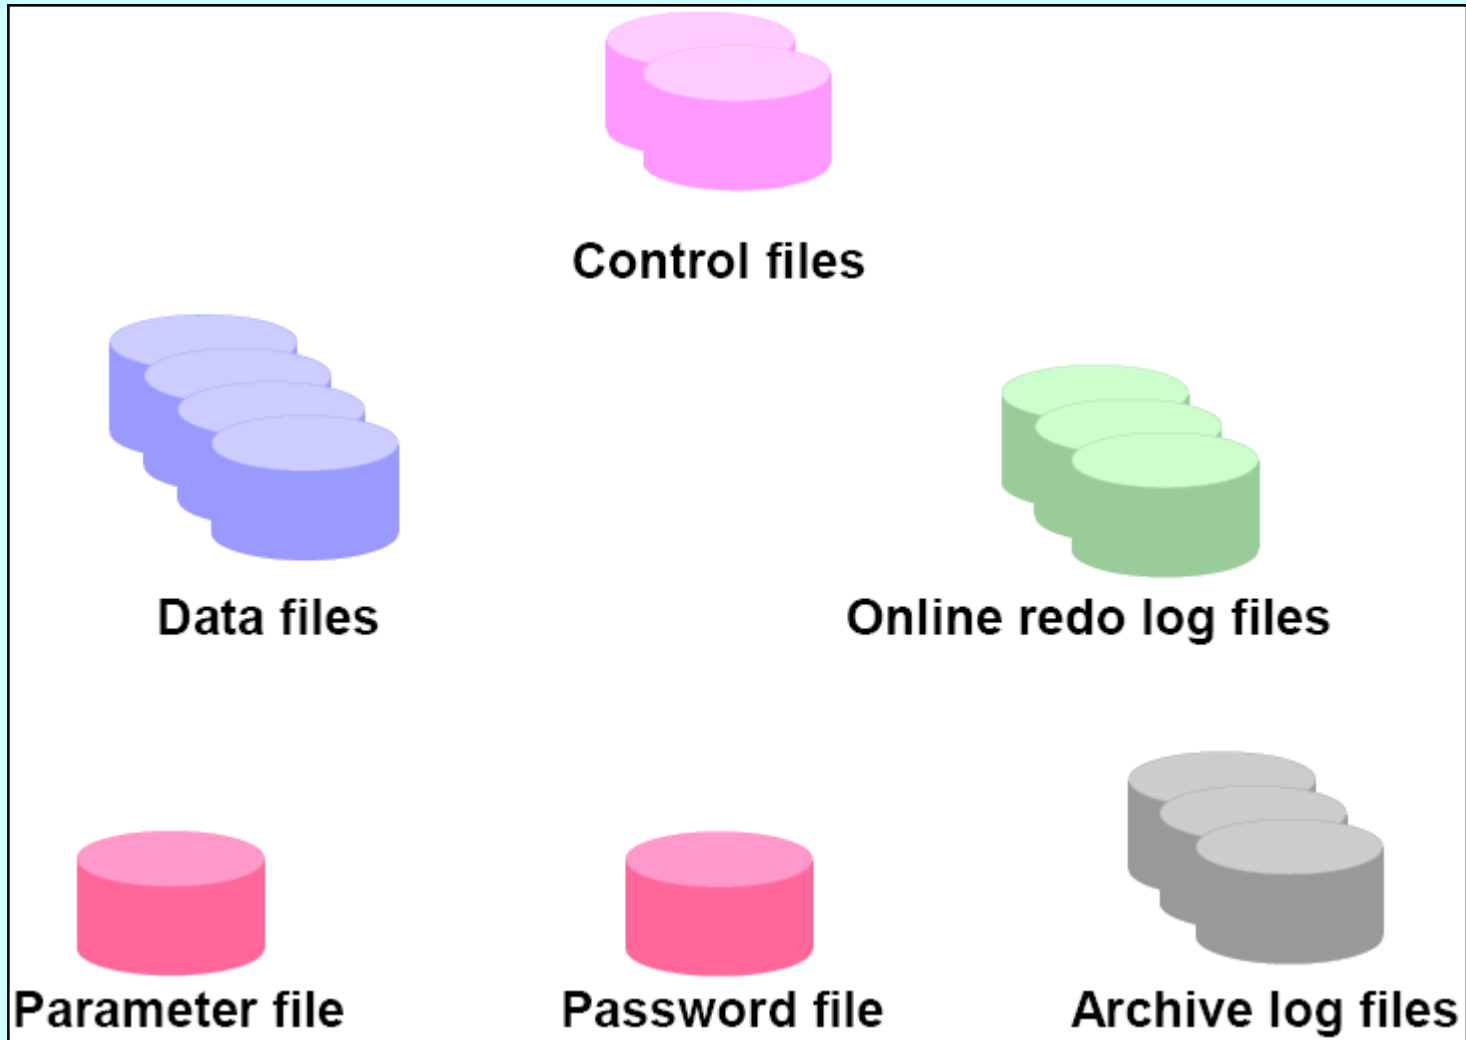 Control files
Data files
Online redo log files
Parameter file
Password file
Archive log files